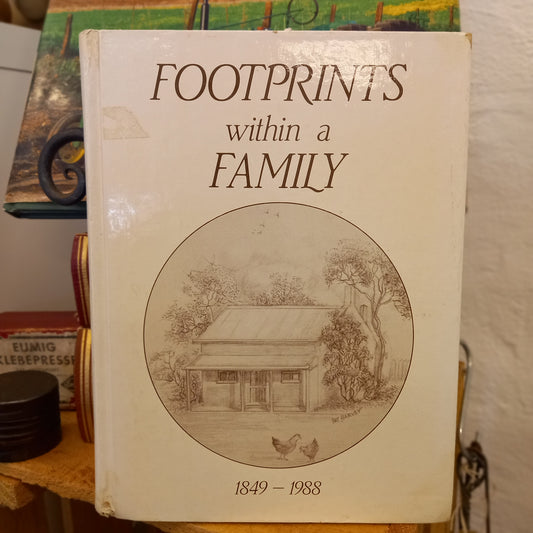 FOOTPRINTS
within a
FAMILY
1849 – 1988
EUMIG
KLEBEPRESSE